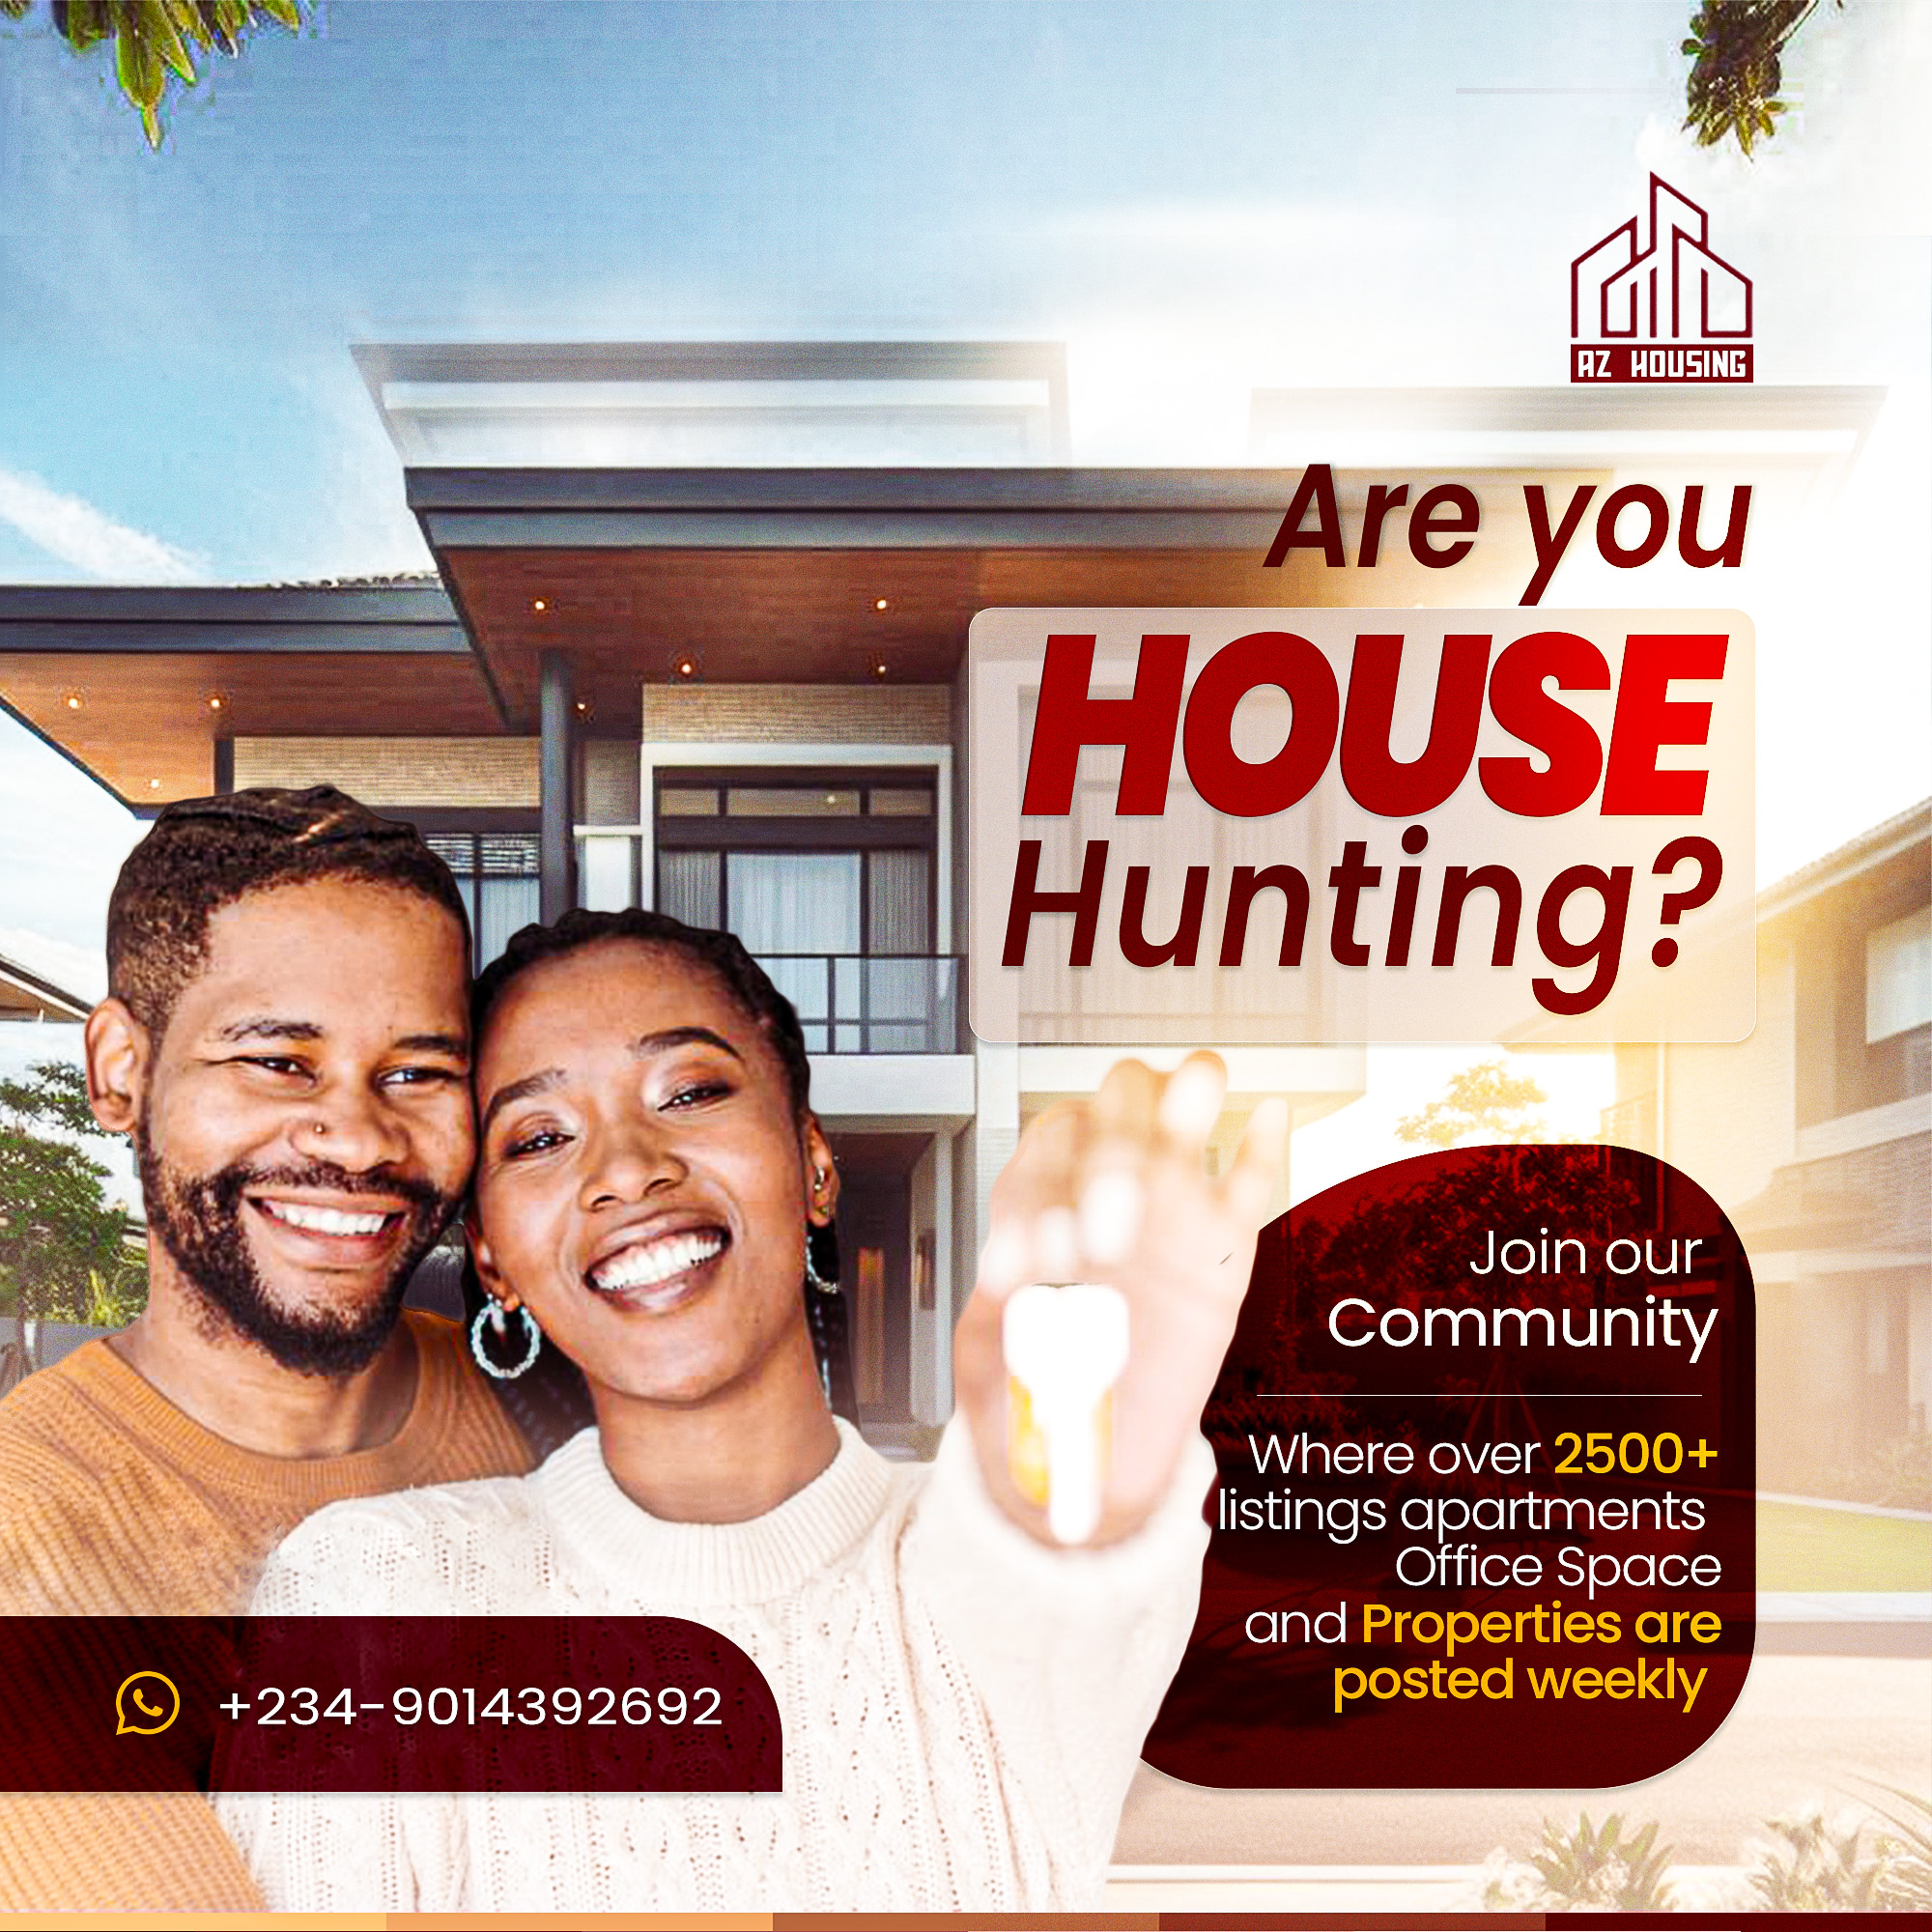 AZ HOUSING
Are you
HOUSE
Hunting?
Join our
Community
Where over 2500+
listings apartments
Office Space
and Properties are
posted weekly
+234-9014392692